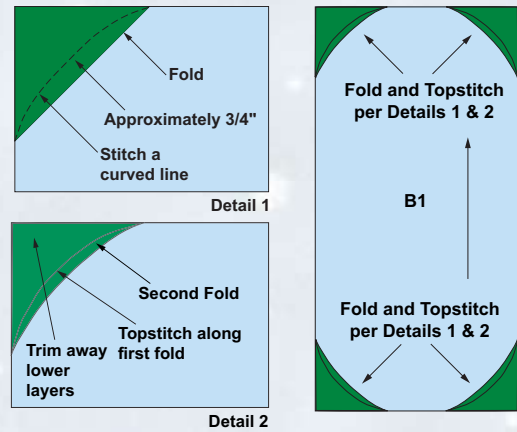 Fold
Approximately 3/4"
Stitch a
curved line
Detail 1
Second Fold
Topstitch along
first fold
Trim away
lower
layers
Detail 2
Fold and Topstitch
per Details 1 & 2
B1
Fold and Topstitch
per Details 1 & 2